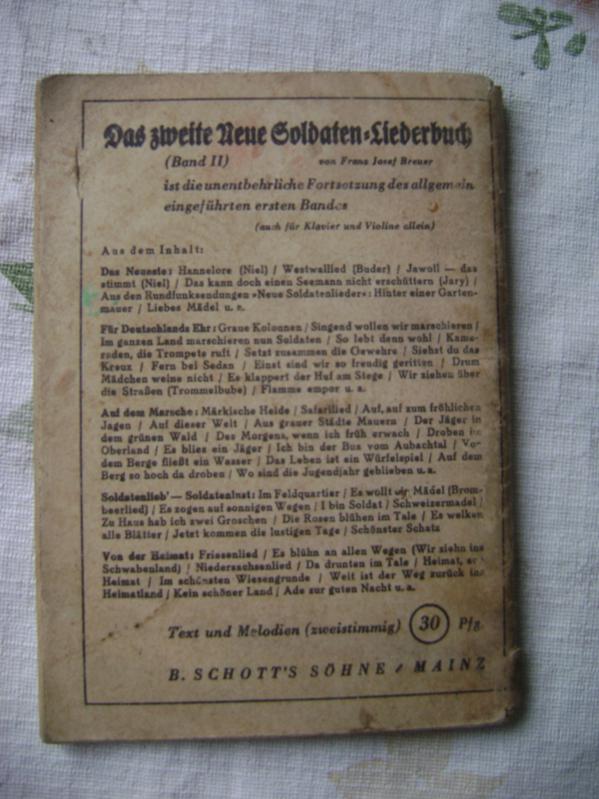 Das zweite Neue Soldaten=Liederbuch
(Band II) von Franz Josef Breuer
ist die unentbehrliche Fortsetzung des allgemein
eingeführten ersten Bandes
(auch für Klavier und Violine allein)
Aus dem Inhalt:
Das Neueste: Hannelore (Niel) / Westwallied (Buder) / Jawoll — das
stimmt (Niel) / Das kann doch einen Seemann nicht erschüttern (Jary) /
Aus den Rundfunksendungen »Neue Soldatenlieder«: Hinter einer Garten-
mauer / Liebes Mädel u. a.
Für Deutschlands Ehr: Graue Kolonnen / Singend wollen wir marschieren /
Im ganzen Land marschieren nun Soldaten / So lebt denn wohl / Kame-
raden, die Trompete ruft / Setzt zusammen die Gewehre / Siehst du das
Kreuz / Fern bei Sedan / Einst sind wir so freudig geritten / Drum
Mädchen weine nicht / Es klappert der Huf am Stege / Wir ziehen über
die Straßen (Trommelbube) / Flamme empor u. a.
Auf dem Marsche: Märkische Heide / Safarilied / Auf, auf zum fröhlichen
Jagen / Auf dieser Welt / Aus grauer Städte Mauern / Der Jäger in
dem grünen Wald / Des Morgens, wenn ich früh erwach / Droben im
Oberland / Es blies ein Jäger / Ich bin der Bua vom Aubachtal / Vor
dem Berge fließt ein Wasser / Das Leben ist ein Würfelspiel / Auf dem
Berg so hoch da droben / Wo sind die Jugendjahr geblieben u. a.
Soldatenlieb' — Soldatenlust: Im Feldquartier / Es wollt ein Mädel (Brom-
beerlied) / Es zogen auf sonnigen Wegen / I bin Soldat / Schweizermadel /
Zu Haus hab ich zwei Groschen / Die Rosen blühen im Tale / Es welken
alle Blätter / Jetzt kommen die lustigen Tage / Schönster Schatz
Von der Heimat: Friesenlied / Es blühn an allen Wegen (Wir ziehn ins
Schwabenland) / Niedersachsenlied / Da drunten im Tale / Heimat,
Heimat / Im schönsten Wiesengrunde / Weit ist der Weg zurück ins
Heimatland / Kein schöner Land / Ade zur guten Nacht u. a.
Text und Melodien (zweistimmig) 30 Pfg.
B. SCHOTT'S SÖHNE / MAINZ